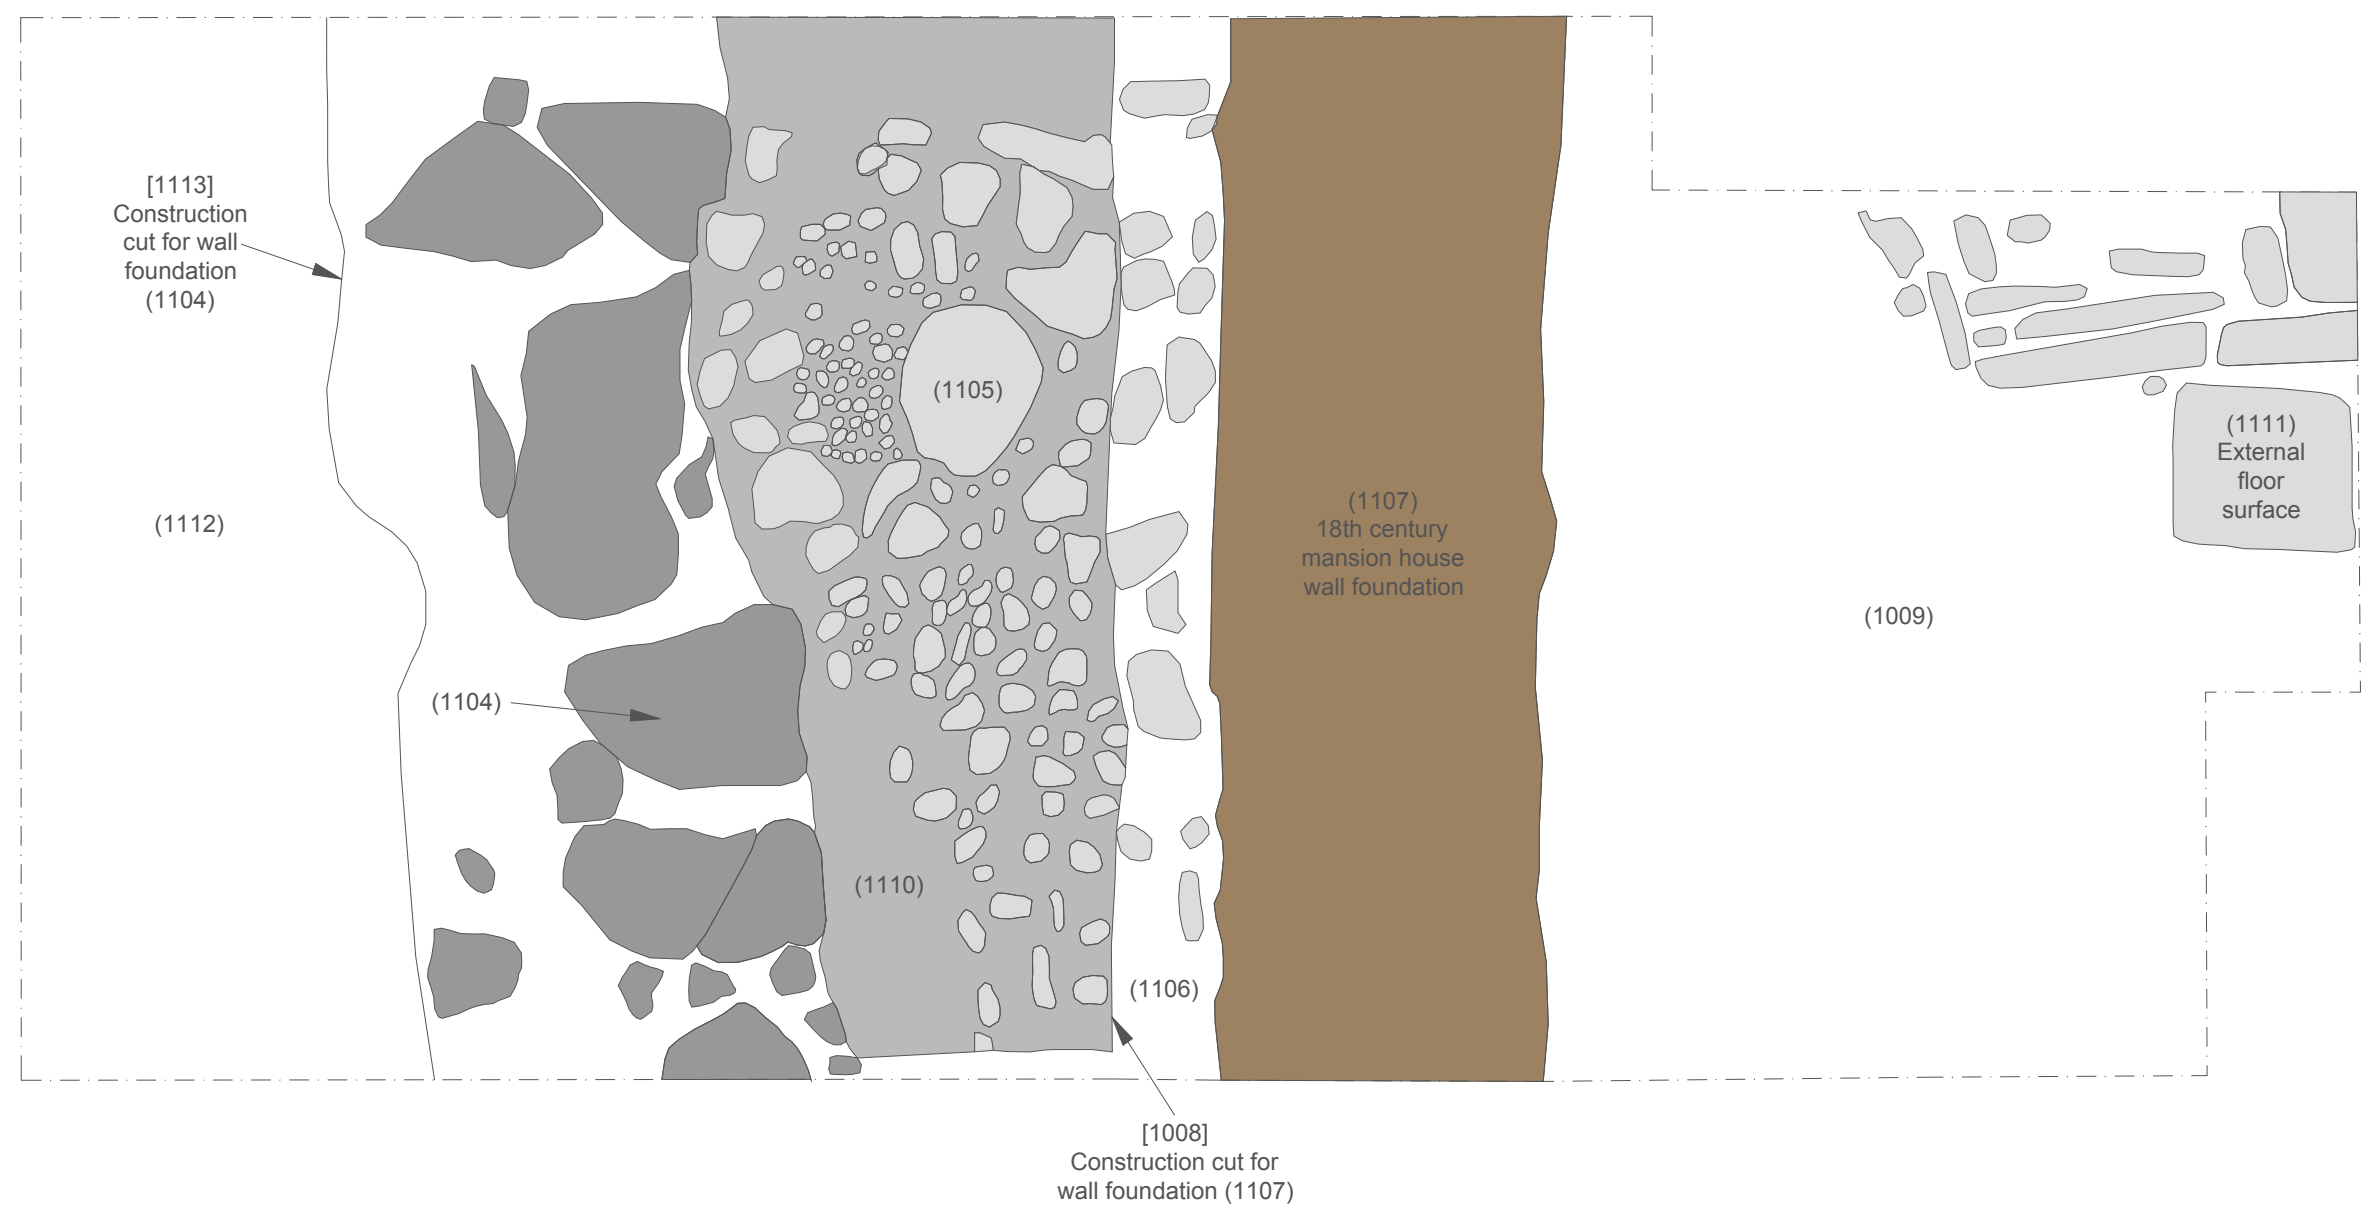 [1113]
Construction
cut for wall
foundation
(1104)
(1112)
(1104)
(1105)
(1110)
(1106)
(1107)
18th century
mansion house
wall foundation
(1009)
(1111)
External
floor
surface
[1008]
Construction cut for
wall foundation (1107)